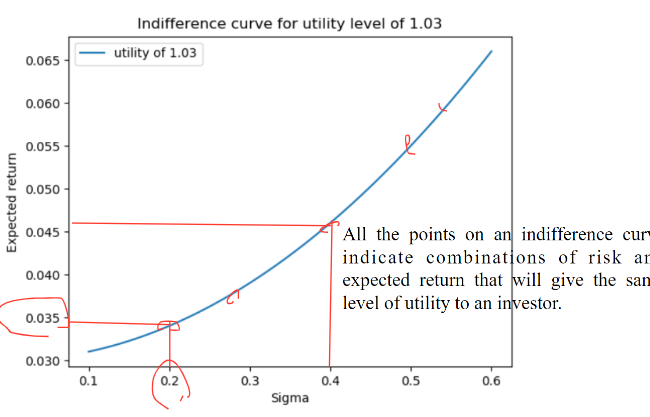 Indifference curve for utility level of 1.03
utility of 1.03
0.065
0.060
0.055
0.050
0.045
0.040
0.035
0.030
Expected return
All the points on an indifference cur
indicate combinations of risk an
expected return that will give the sam
level of utility to an investor.
0.1 0.2 0.3 0.4 0.5 0.6
Sigma